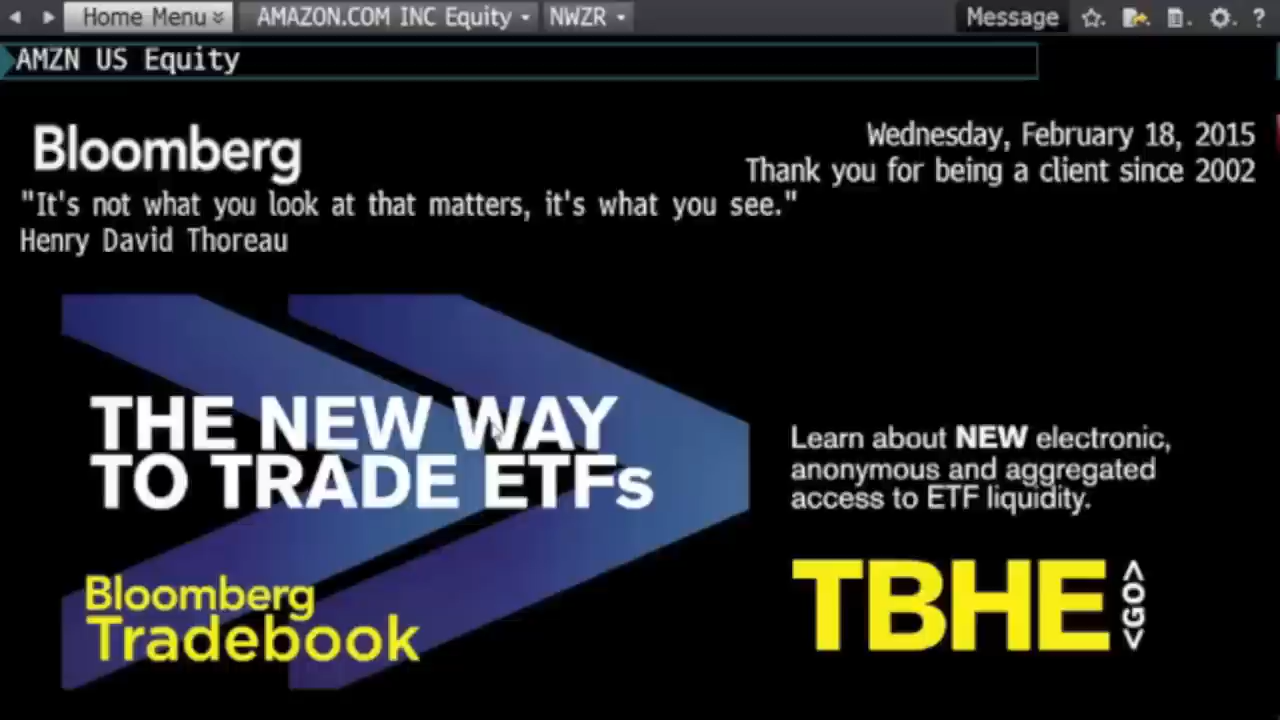 Home Menu
AMAZON.COM INC Equity
NWZR
Message
?
AMZN US Equity
Bloomberg
Wednesday, February 18, 2015
Thank you for being a client since 2002
"It's not what you look at that matters, it's what you see."
Henry David Thoreau
THE NEW WAY
TO TRADE ETFs
Learn about NEW electronic,
anonymous and aggregated
access to ETF liquidity.
Bloomberg
Tradebook
TBHE <GO>